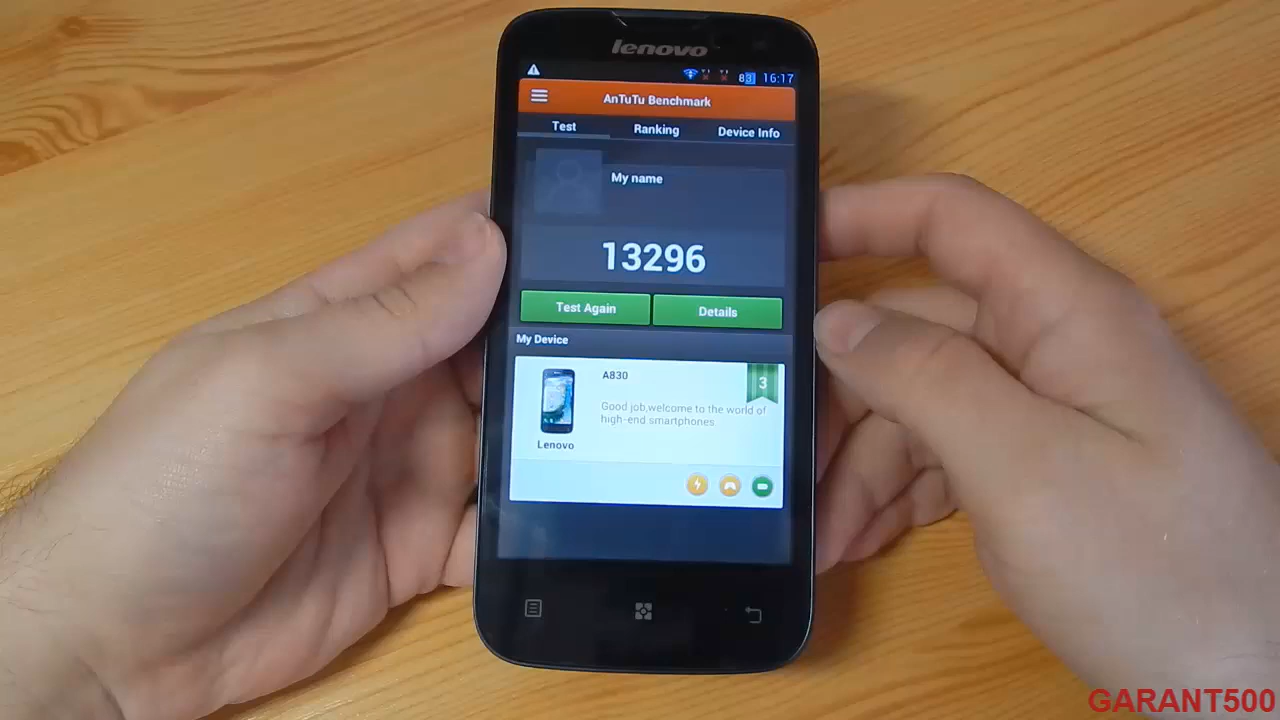 lenovo
83 16:17
AnTuTu Benchmark
Test Ranking Device Info
My name
13296
Test Again Details
My Device
A830
3
Good job,welcome to the world of
high-end smartphones.
Lenovo
GARANT500